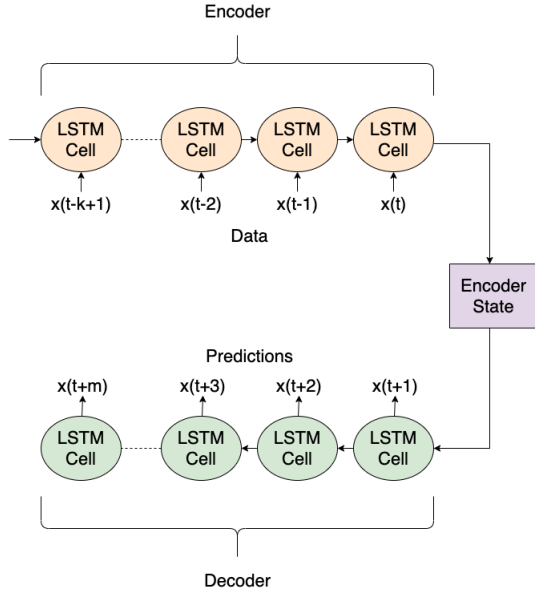 Encoder
LSTM Cell
LSTM Cell
LSTM Cell
LSTM Cell
x(t-k+1)
x(t-2)
x(t-1)
x(t)
Data
Encoder State
Predictions
x(t+m)
x(t+3)
x(t+2)
x(t+1)
LSTM Cell
LSTM Cell
LSTM Cell
LSTM Cell
Decoder